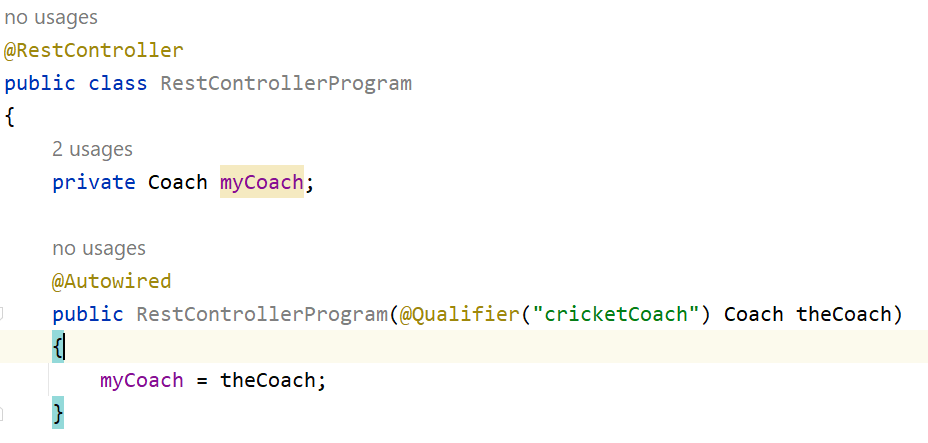 no usages
@RestController
public class RestControllerProgram
{
2 usages
private Coach myCoach;
no usages
@Autowired
public RestControllerProgram(@Qualifier("cricketCoach") Coach theCoach)
{
myCoach = theCoach;
}